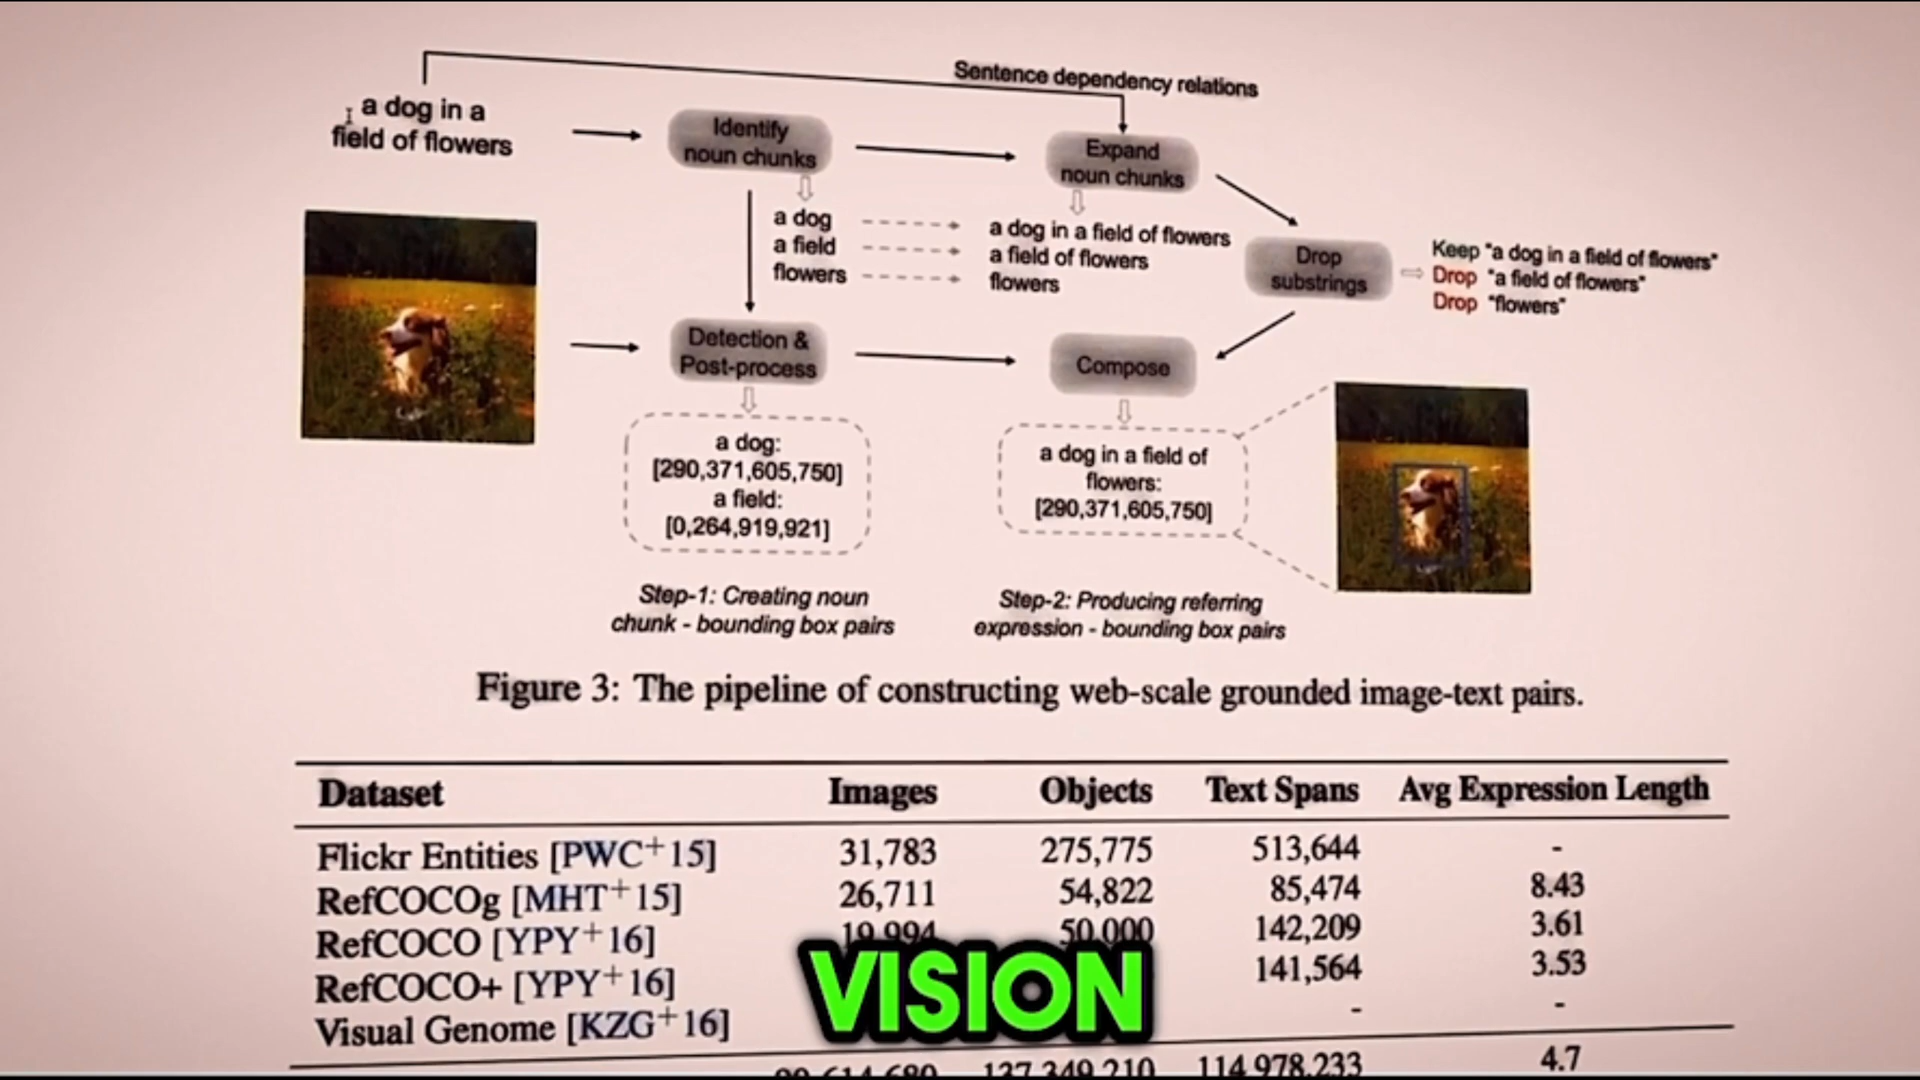 Sentence dependency relations
a dog in a
field of flowers
Identify
noun chunks
Expand
noun chunks
a dog
a field
flowers
a dog in a field of flowers
a field of flowers
flowers
Drop
substrings
Keep "a dog in a field of flowers"
Drop "a field of flowers"
Drop "flowers"
Detection &
Post-process
Compose
a dog:
[290,371,605,750]
a field:
[0,264,919,921]
a dog in a field of
flowers:
[290,371,605,750]
Step-1: Creating noun
chunk - bounding box pairs
Step-2: Producing referring
expression - bounding box pairs
Figure 3: The pipeline of constructing web-scale grounded image-text pairs.
Dataset Images Objects Text Spans Avg Expression Length
Flickr Entities [PWC+15] 31,783 275,775 513,644 -
RefCOCOg [MHT+15] 26,711 54,822 85,474 8.43
RefCOCO [YPY+16] 19,994 50,000 142,209 3.61
RefCOCO+ [YPY+16] 141,564 3.53
Visual Genome [KZG+16] - -
114,978,233 4.7
VISION